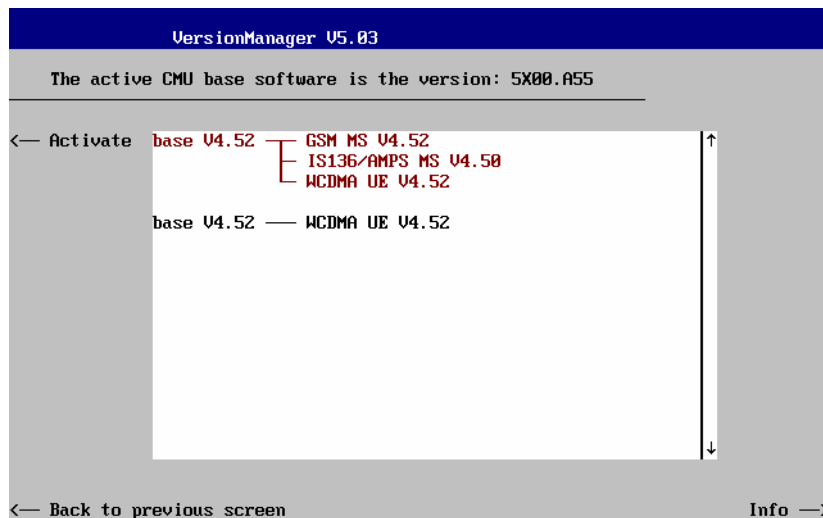 VersionManager V5.03
The active CMU base software is the version: 5X00.A55
<— Activate base V4.52 GSM MS V4.52 ↑
IS136/AMPS MS V4.50
WCDMA UE V4.52
base V4.52 —— WCDMA UE V4.52
↓
<— Back to previous screen Info —>